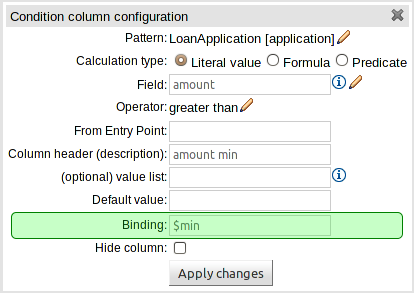 Condition column configuration
Pattern: LoanApplication [application]
Calculation type: Literal value Formula Predicate
Field: amount
Operator: greater than
From Entry Point:
Column header (description): amount min
(optional) value list:
Default value:
Binding: $min
Hide column:
Apply changes